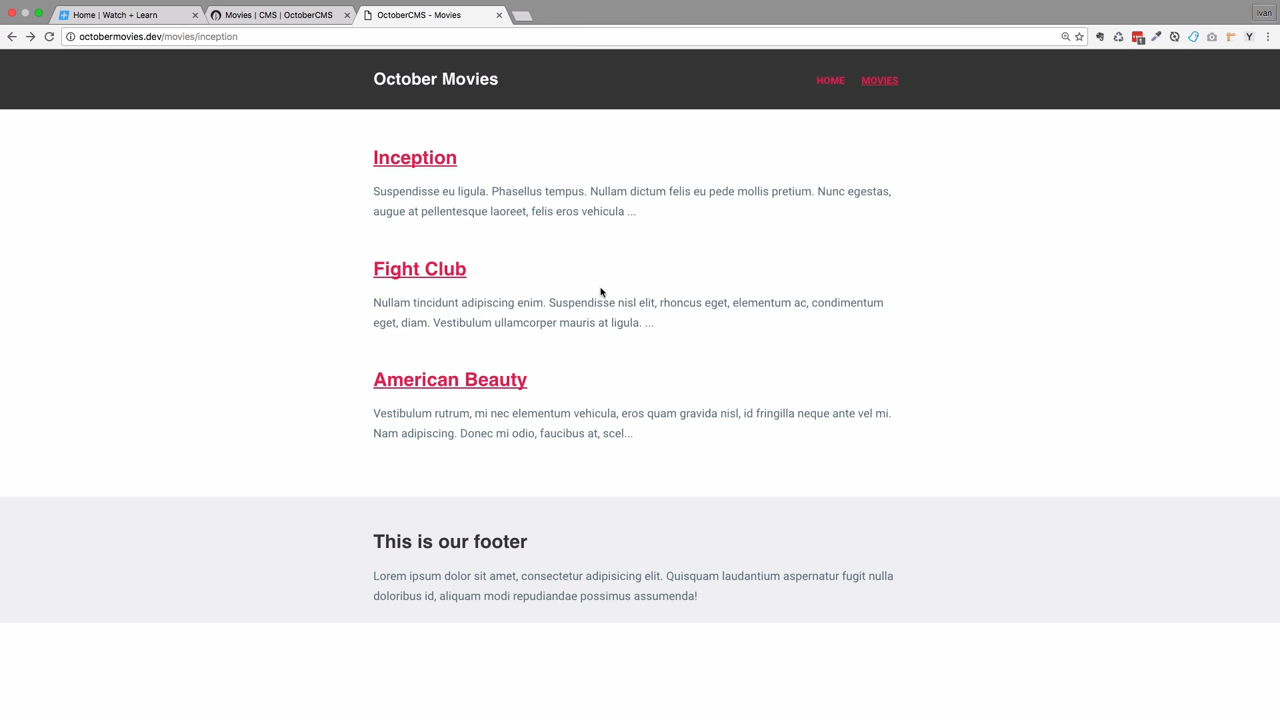 Home | Watch + Learn
Movies | CMS | OctoberCMS
OctoberCMS - Movies
Ivan
octobermovies.dev/movies/inception
1
Y
October Movies
HOME
MOVIES
Inception
Suspendisse eu ligula. Phasellus tempus. Nullam dictum felis eu pede mollis pretium. Nunc egestas,
augue at pellentesque laoreet, felis eros vehicula ...
Fight Club
Nullam tincidunt adipiscing enim. Suspendisse nisl elit, rhoncus eget, elementum ac, condimentum
eget, diam. Vestibulum ullamcorper mauris at ligula. ...
American Beauty
Vestibulum rutrum, mi nec elementum vehicula, eros quam gravida nisl, id fringilla neque ante vel mi.
Nam adipiscing. Donec mi odio, faucibus at, scel...
This is our footer
Lorem ipsum dolor sit amet, consectetur adipisicing elit. Quisquam laudantium aspernatur fugit nulla
doloribus id, aliquam modi repudiandae possimus assumenda!